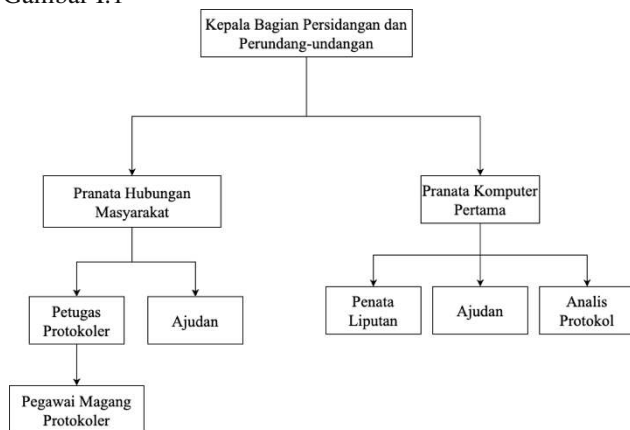 Gambar I.1
Kepala Bagian Persidangan dan
Perundang-undangan
Pranata Hubungan
Masyarakat
Pranata Komputer
Pertama
Petugas
Protokoler
Ajudan
Penata
Liputan
Ajudan
Analis
Protokol
Pegawai Magang
Protokoler